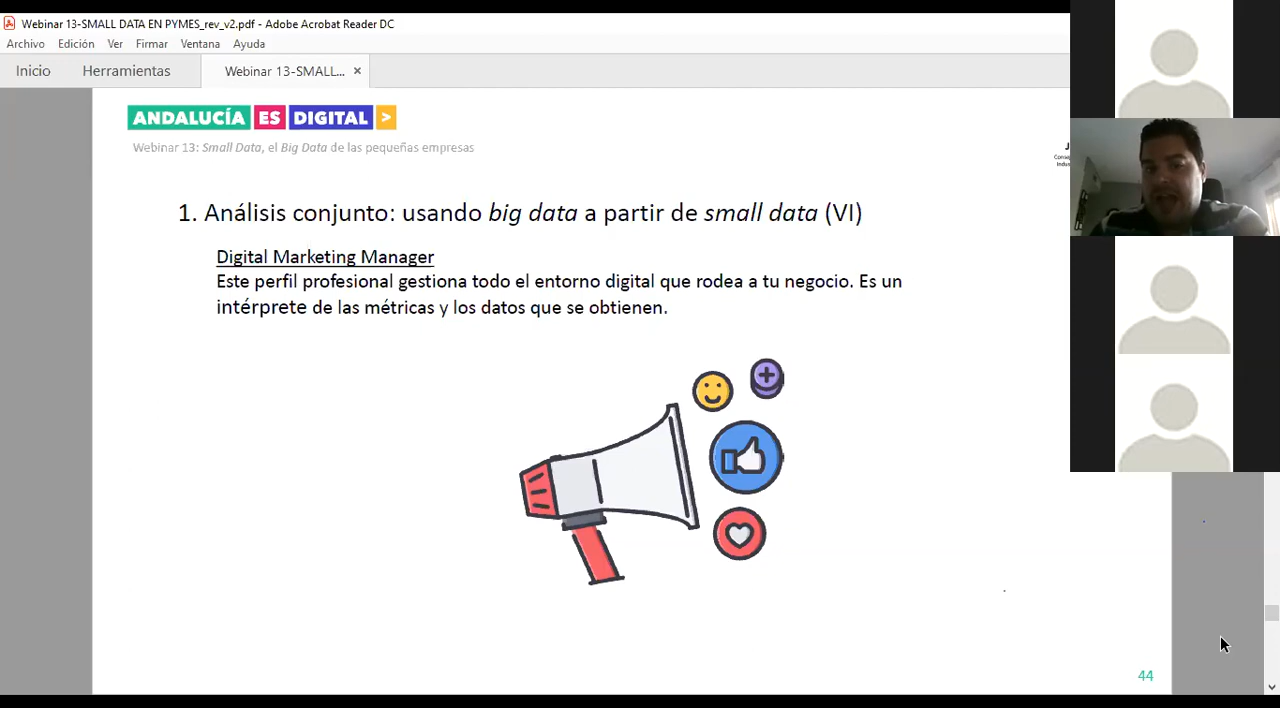 Webinar 13-SMALL DATA EN PYMES_rev_v2.pdf - Adobe Acrobat Reader DC
Archivo Edición Ver Firmar Ventana Ayuda
Inicio Herramientas Webinar 13-SMALL... ×
ANDALUCÍA ES DIGITAL >
Webinar 13: Small Data, el Big Data de las pequeñas empresas
1. Análisis conjunto: usando big data a partir de small data (VI)
Digital Marketing Manager
Este perfil profesional gestiona todo el entorno digital que rodea a tu negocio. Es un
intérprete de las métricas y los datos que se obtienen.
44